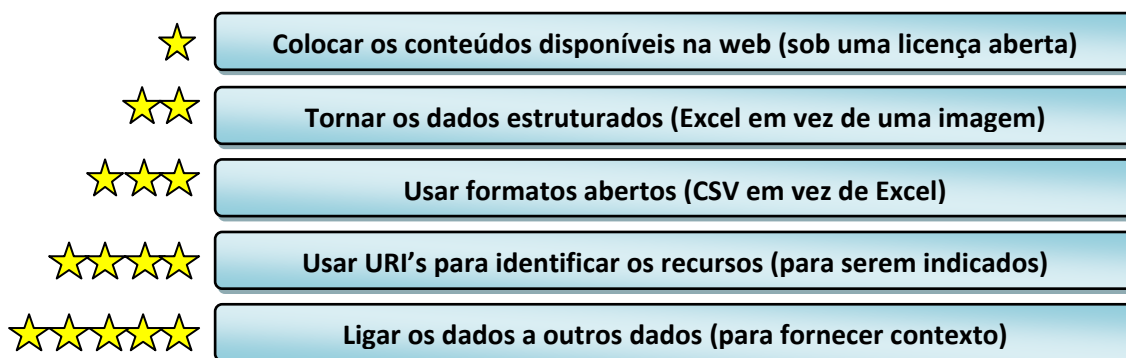 Colocar os conteúdos disponíveis na web (sob uma licença aberta)
Tornar os dados estruturados (Excel em vez de uma imagem)
Usar formatos abertos (CSV em vez de Excel)
Usar URI's para identificar os recursos (para serem indicados)
Ligar os dados a outros dados (para fornecer contexto)